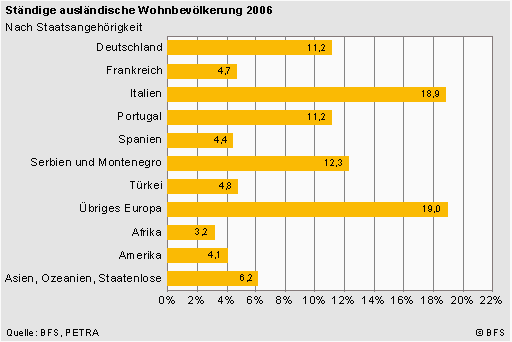 Ständige ausländische Wohnbevölkerung 2006
Nach Staatsangehörigkeit
Deutschland 11,2
Frankreich 4,7
Italien 18,9
Portugal 11,2
Spanien 4,4
Serbien und Montenegro 12,3
Türkei 4,8
Übriges Europa 19,0
Afrika 3,2
Amerika 4,1
Asien, Ozeanien, Staatenlose 6,2
0% 2% 4% 6% 8% 10% 12% 14% 16% 18% 20% 22%
Quelle: BFS, PETRA © BFS